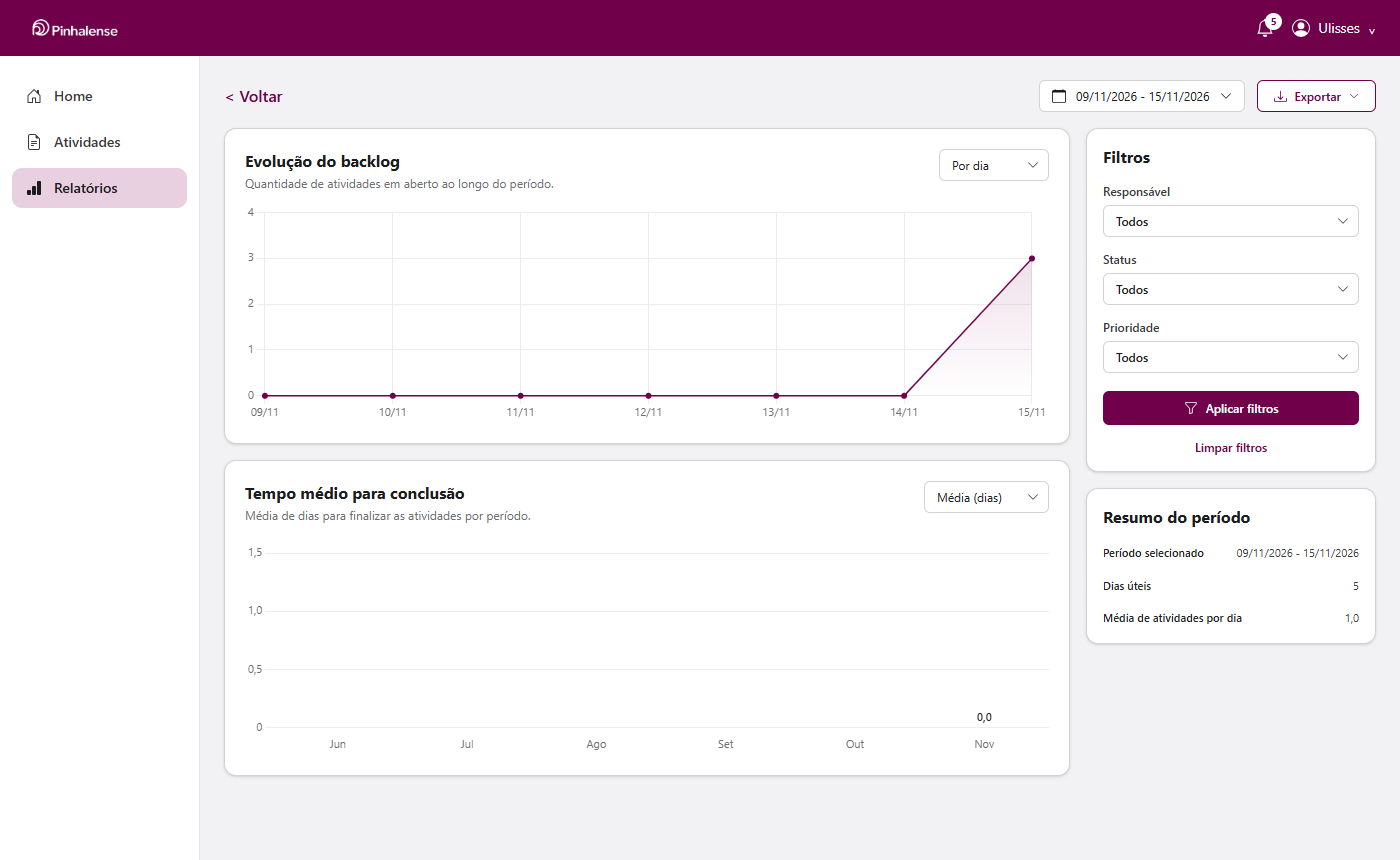 Pinhalense
5
Ulisses
Home
Atividades
Relatórios
< Voltar
09/11/2026 - 15/11/2026
Exportar
Evolução do backlog
Quantidade de atividades em aberto ao longo do período.
Por dia
4
3
2
1
0
09/11 10/11 11/11 12/11 13/11 14/11 15/11
Tempo médio para conclusão
Média de dias para finalizar as atividades por período.
Média (dias)
1,5
1,0
0,5
0
0,0
Jun Jul Ago Set Out Nov
Filtros
Responsável
Todos
Status
Todos
Prioridade
Todos
Aplicar filtros
Limpar filtros
Resumo do período
Período selecionado 09/11/2026 - 15/11/2026
Dias úteis 5
Média de atividades por dia 1,0